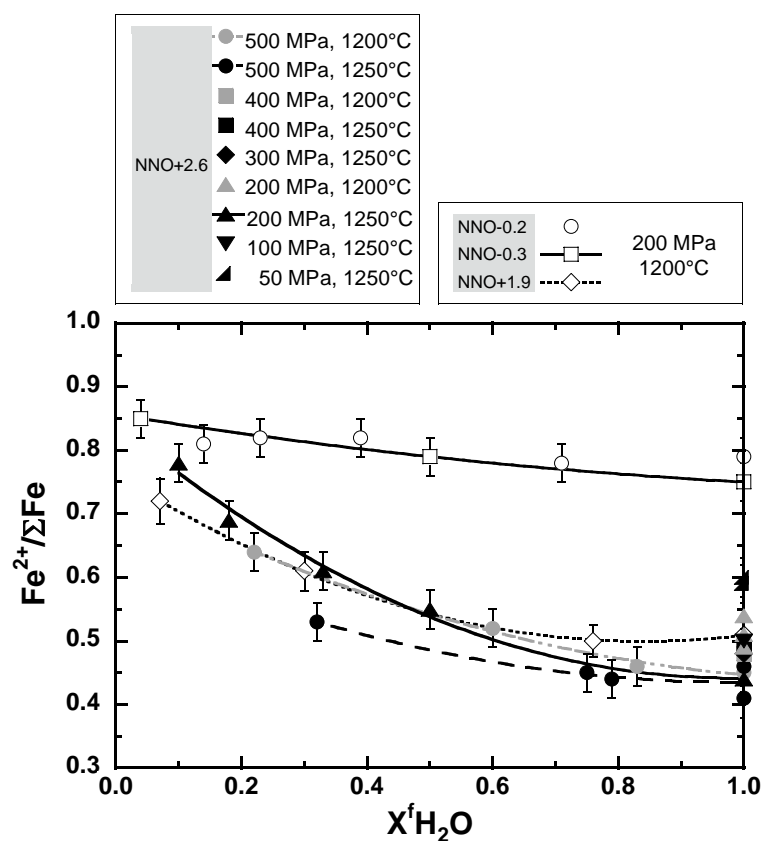 500 MPa, 1200°C
500 MPa, 1250°C
400 MPa, 1200°C
400 MPa, 1250°C
NNO+2.6
300 MPa, 1250°C
200 MPa, 1200°C
200 MPa, 1250°C
100 MPa, 1250°C
50 MPa, 1250°C
NNO-0.2
NNO-0.3
NNO+1.9
200 MPa
1200°C
1.0
0.9
0.8
0.7
0.6
0.5
0.4
0.3
Fe²⁺/ΣFe
0.0 0.2 0.4 0.6 0.8 1.0
XᶠH₂O